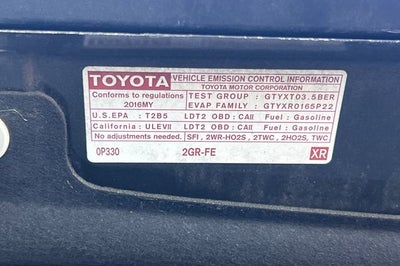 TOYOTA VEHICLE EMISSION CONTROL INFORMATION
TOYOTA MOTOR CORPORATION
Conforms to regulations TEST GROUP : GTYXT03.5BER
2016MY EVAP FAMILY : GTYXR0165P22
U.S.EPA : T2B5 LDT2 OBD : CAII Fuel : Gasoline
California : ULEVII LDT2 OBD : CAII Fuel : Gasoline
No adjustments needed. SFI , 2WR-HO2S , 2TWC , 2HO2S, TWC
0P330 2GR-FE XR